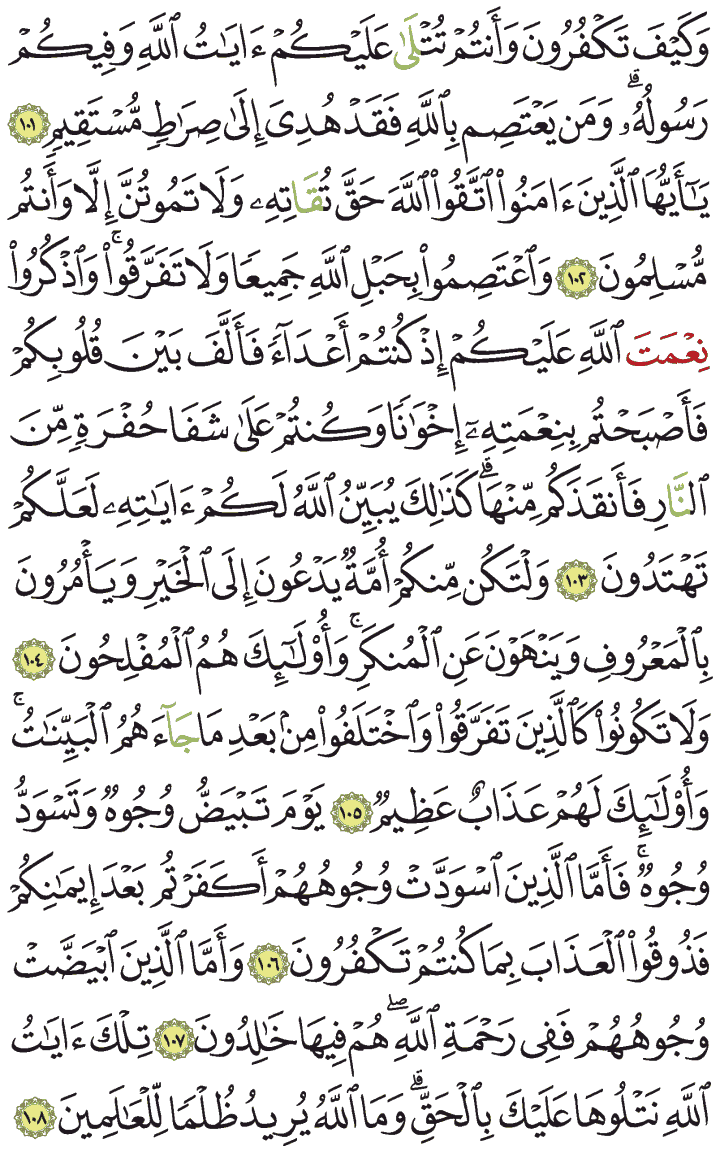 وَكَيْفَ تَكْفُرُونَ وَأَنتُمْ تُتْلَىٰ عَلَيْكُمْ ءَايَٰتُ ٱللَّهِ وَفِيكُمْ
رَسُولُهُۥۗ وَمَن يَعْتَصِم بِٱللَّهِ فَقَدْ هُدِىَ إِلَىٰ صِرَٰطٍ مُّسْتَقِيمٍ ١٠١
يَٰٓأَيُّهَا ٱلَّذِينَ ءَامَنُوا۟ ٱتَّقُوا۟ ٱللَّهَ حَقَّ تُقَاتِهِۦ وَلَا تَمُوتُنَّ إِلَّا وَأَنتُم
مُّسْلِمُونَ ١٠٢ وَٱعْتَصِمُوا۟ بِحَبْلِ ٱللَّهِ جَمِيعًا وَلَا تَفَرَّقُوا۟ۚ وَٱذْكُرُوا۟
نِعْمَتَ ٱللَّهِ عَلَيْكُمْ إِذْ كُنتُمْ أَعْدَآءً فَأَلَّفَ بَيْنَ قُلُوبِكُمْ
فَأَصْبَحْتُم بِنِعْمَتِهِۦٓ إِخْوَٰنًا وَكُنتُمْ عَلَىٰ شَفَا حُفْرَةٍ مِّنَ
ٱلنَّارِ فَأَنقَذَكُم مِّنْهَاۗ كَذَٰلِكَ يُبَيِّنُ ٱللَّهُ لَكُمْ ءَايَٰتِهِۦ لَعَلَّكُمْ
تَهْتَدُونَ ١٠٣ وَلْتَكُن مِّنكُمْ أُمَّةٌ يَدْعُونَ إِلَى ٱلْخَيْرِ وَيَأْمُرُونَ
بِٱلْمَعْرُوفِ وَيَنْهَوْنَ عَنِ ٱلْمُنكَرِۚ وَأُو۟لَٰٓئِكَ هُمُ ٱلْمُفْلِحُونَ ١٠٤
وَلَا تَكُونُوا۟ كَٱلَّذِينَ تَفَرَّقُوا۟ وَٱخْتَلَفُوا۟ مِنۢ بَعْدِ مَا جَآءَهُمُ ٱلْبَيِّنَٰتُۚ
وَأُو۟لَٰٓئِكَ لَهُمْ عَذَابٌ عَظِيمٌ ١٠٥ يَوْمَ تَبْيَضُّ وُجُوهٌ وَتَسْوَدُّ
وُجُوهٌۚ فَأَمَّا ٱلَّذِينَ ٱسْوَدَّتْ وُجُوهُهُمْ أَكَفَرْتُم بَعْدَ إِيمَٰنِكُمْ
فَذُوقُوا۟ ٱلْعَذَابَ بِمَا كُنتُمْ تَكْفُرُونَ ١٠٦ وَأَمَّا ٱلَّذِينَ ٱبْيَضَّتْ
وُجُوهُهُمْ فَفِى رَحْمَةِ ٱللَّهِۖ هُمْ فِيهَا خَٰلِدُونَ ١٠٧ تِلْكَ ءَايَٰتُ
ٱللَّهِ نَتْلُوهَا عَلَيْكَ بِٱلْحَقِّۗ وَمَا ٱللَّهُ يُرِيدُ ظُلْمًا لِّلْعَٰلَمِينَ ١٠٨